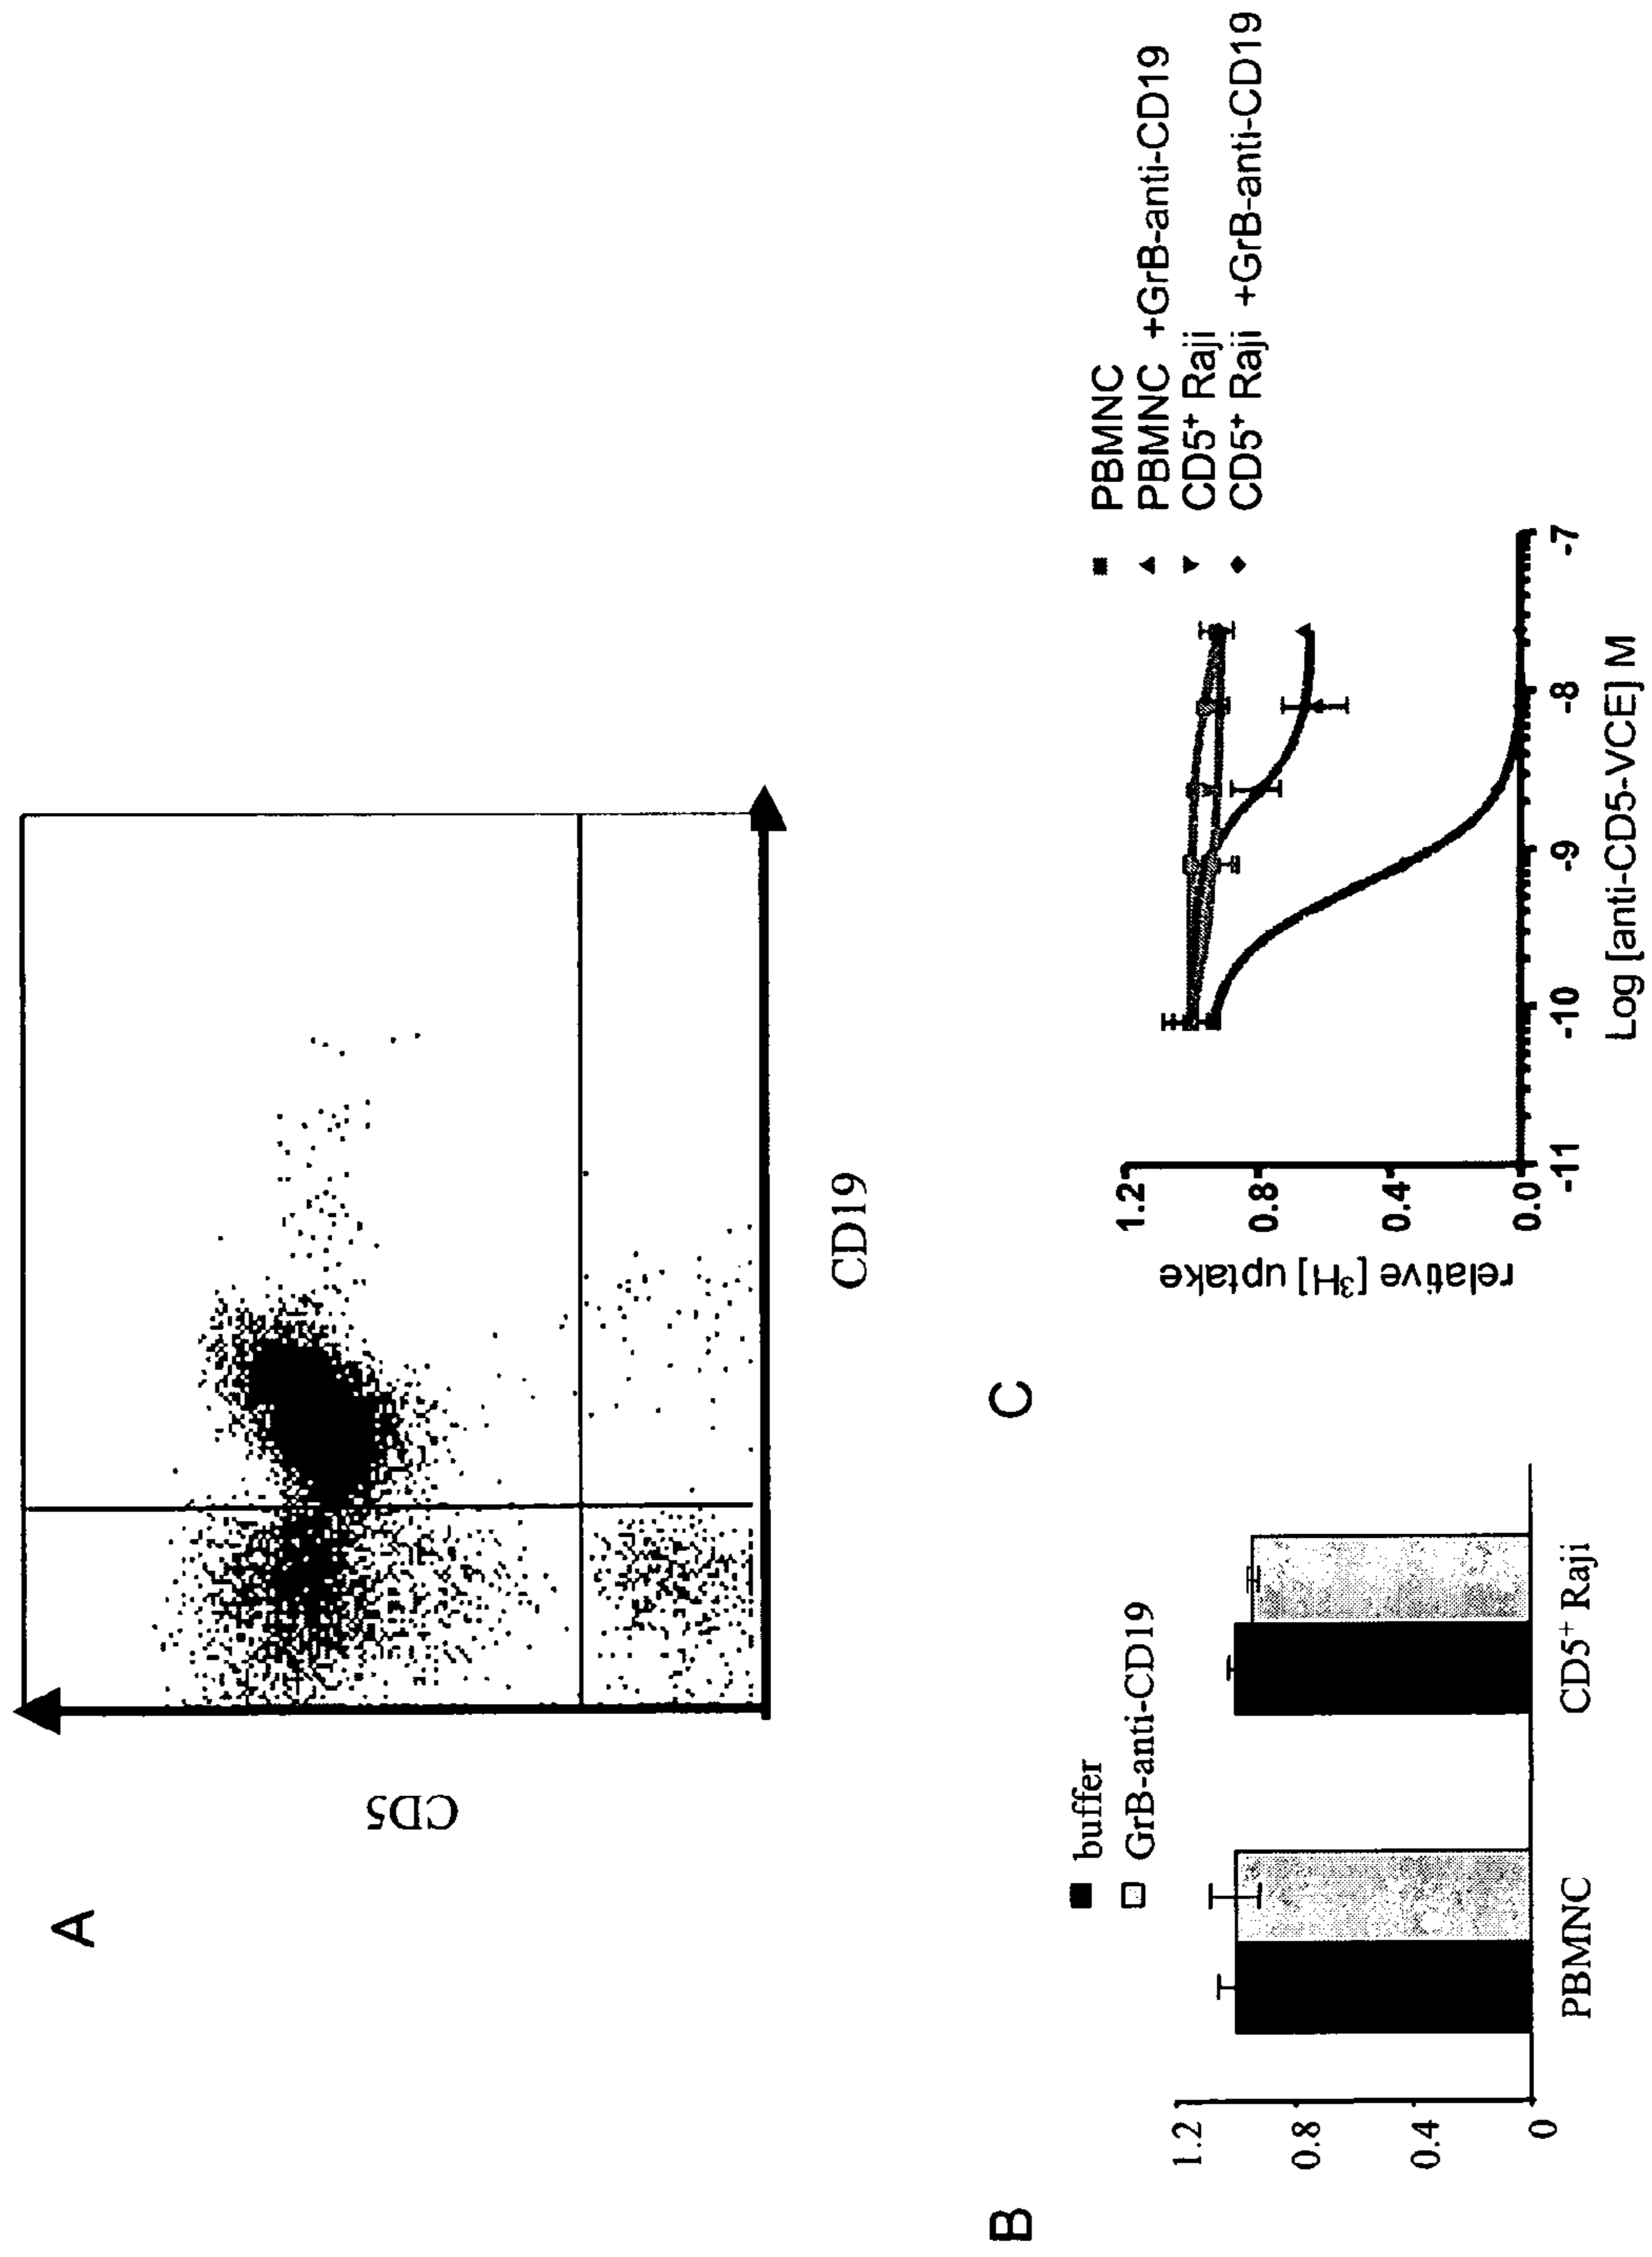 A
CD5
CD19
B
buffer
GrB-anti-CD19
1.2
0.8
0.4
0
PBMNC
CD5⁺ Raji
C
relative [³H] uptake
1.2
0.8
0.4
0.0
-11
-10
-9
-8
-7
Log [anti-CD5-VCE] M
PBMNC
PBMNC +GrB-anti-CD19
CD5⁺ Raji
CD5⁺ Raji +GrB-anti-CD19